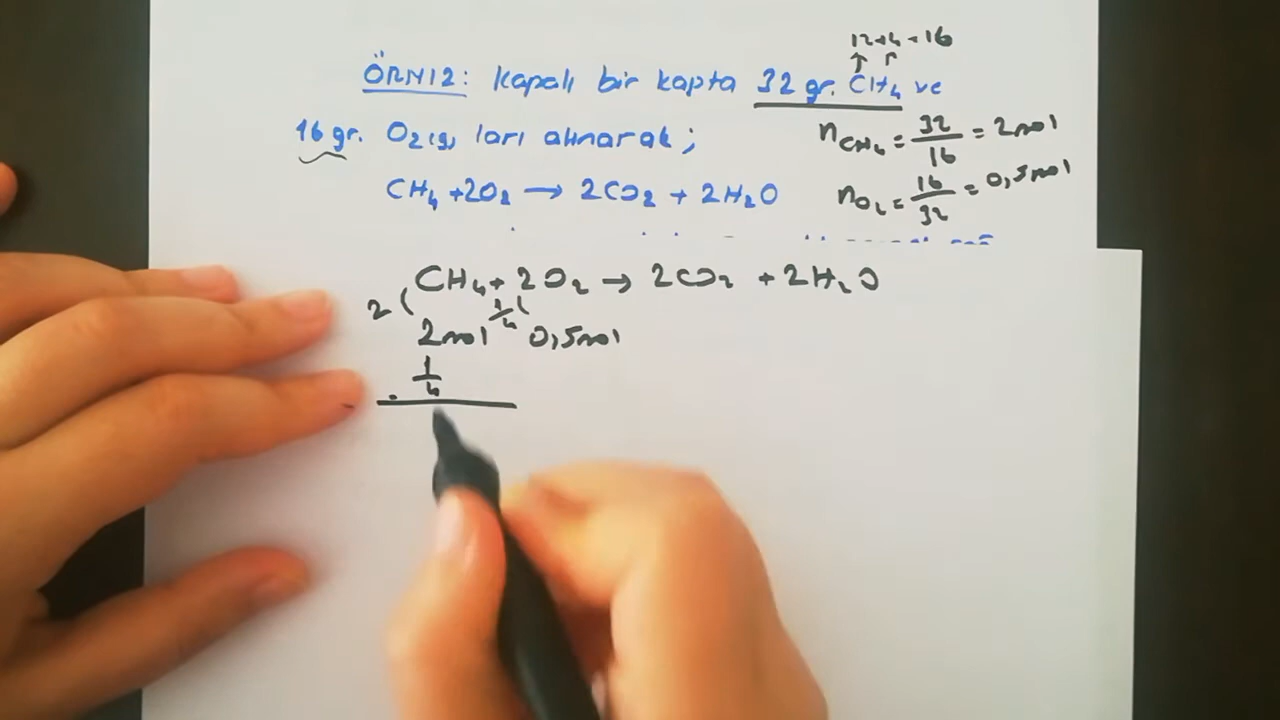 12+4=16
ÖRN12: Kapalı bir kapta 32 gr. CH₄ ve
16 gr. O₂(g) ları alınarak;
CH₄ + 2O₂ → 2CO₂ + 2H₂O
nCH₄ = 32/16 = 2mol
nO₂ = 16/32 = 0,5mol
CH₄ + 2O₂ → 2CO₂ + 2H₂O
2 ( 1/4 (
2mol 0,5mol
1/4